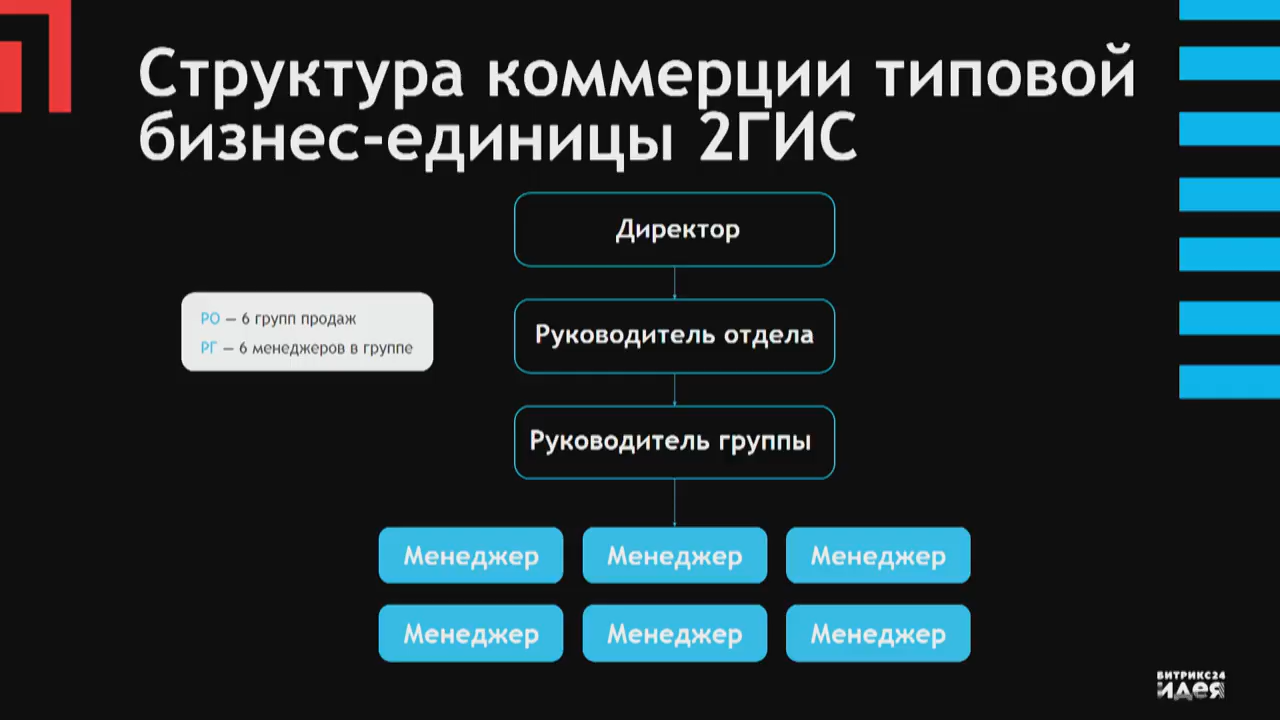 Структура коммерции типовой
бизнес-единицы 2ГИС
Директор
РО — 6 групп продаж
РГ — 6 менеджеров в группе
Руководитель отдела
Руководитель группы
Менеджер Менеджер Менеджер
Менеджер Менеджер Менеджер
БИТРИКС24
идея